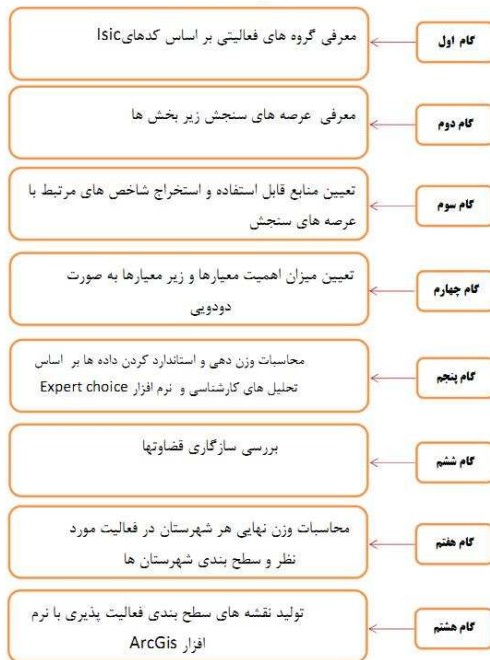 گام اول
معرفی گروه های فعالیتی بر اساس کدهایIsic
گام دوم
معرفی عرصه های سنجش زیر بخش ها
گام سوم
تعیین منابع قابل استفاده و استخراج شاخص های مرتبط با
عرصه های سنجش
گام چهارم
تعیین میزان اهمیت معیارها و زیر معیارها به صورت
دودویی
گام پنجم
محاسبات وزن دهی و استاندارد کردن داده ها بر اساس
تحلیل های کارشناسی و نرم افزار Expert choice
گام ششم
بررسی سازگاری قضاوتها
گام هفتم
محاسبات وزن نهایی هر شهرستان در فعالیت مورد
نظر و سطح بندی شهرستان ها
گام هشتم
تولید نقشه های سطح بندی فعالیت پذیری با نرم
افزار ArcGis